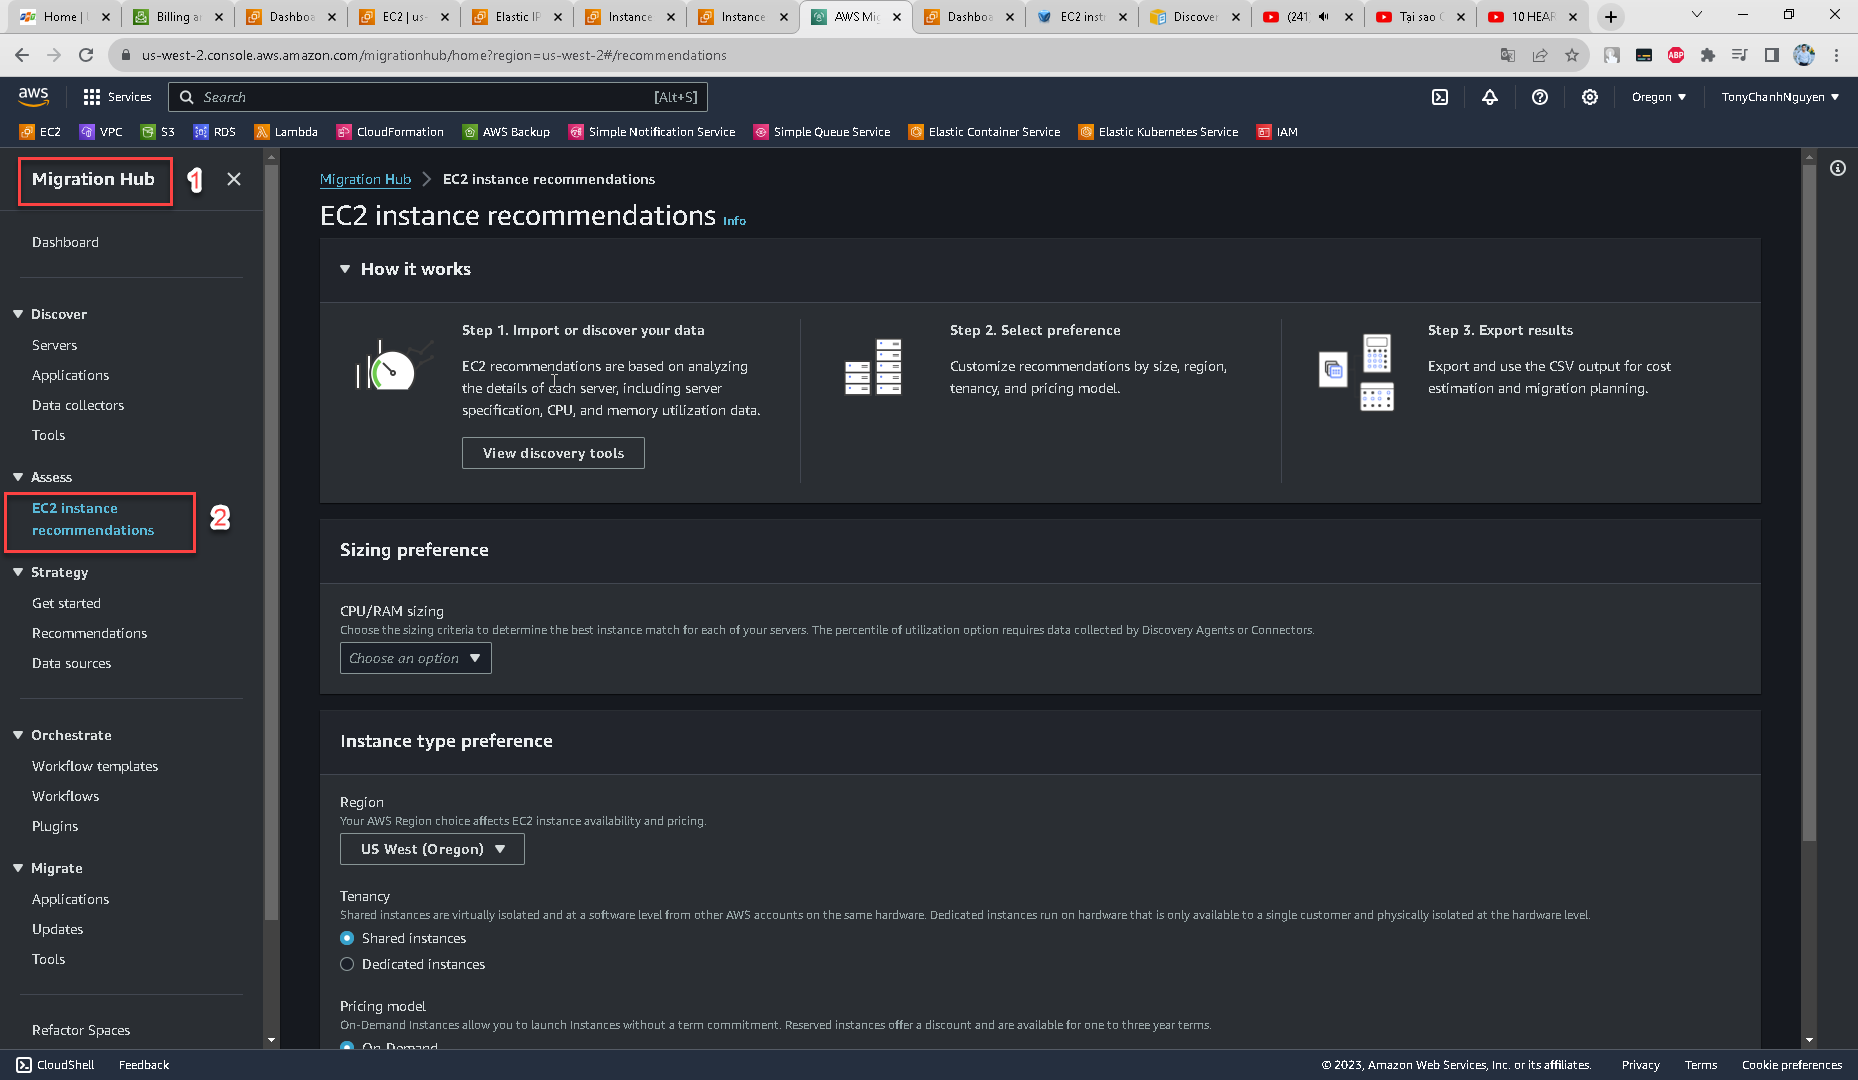 Home |
Billing a
Dashboa
EC2 | us-
Elastic IP
Instance
Instance
AWS Mig
Dashboa
EC2 inst
Discover
(241)
Tại sao
10 HEAR
us-west-2.console.aws.amazon.com/migrationhub/home?region=us-west-2#/recommendations
ABP
aws
Services
Search
[Alt+S]
Oregon
TonyChanhNguyen
EC2
VPC
S3
RDS
Lambda
CloudFormation
AWS Backup
Simple Notification Service
Simple Queue Service
Elastic Container Service
Elastic Kubernetes Service
IAM
Migration Hub
1
Dashboard
Discover
Servers
Applications
Data collectors
Tools
Assess
EC2 instance
recommendations
2
Strategy
Get started
Recommendations
Data sources
Orchestrate
Workflow templates
Workflows
Plugins
Migrate
Applications
Updates
Tools
Refactor Spaces
Migration Hub > EC2 instance recommendations
EC2 instance recommendations Info
How it works
Step 1. Import or discover your data
EC2 recommendations are based on analyzing
the details of each server, including server
specification, CPU, and memory utilization data.
View discovery tools
Step 2. Select preference
Customize recommendations by size, region,
tenancy, and pricing model.
Step 3. Export results
Export and use the CSV output for cost
estimation and migration planning.
Sizing preference
CPU/RAM sizing
Choose the sizing criteria to determine the best instance match for each of your servers. The percentile of utilization option requires data collected by Discovery Agents or Connectors.
Choose an option
Instance type preference
Region
Your AWS Region choice affects EC2 instance availability and pricing.
US West (Oregon)
Tenancy
Shared instances are virtually isolated and at a software level from other AWS accounts on the same hardware. Dedicated instances run on hardware that is only available to a single customer and physically isolated at the hardware level.
Shared instances
Dedicated instances
Pricing model
On-Demand Instances allow you to launch Instances without a term commitment. Reserved instances offer a discount and are available for one to three year terms.
On-Demand
CloudShell
Feedback
© 2023, Amazon Web Services, Inc. or its affiliates.
Privacy
Terms
Cookie preferences